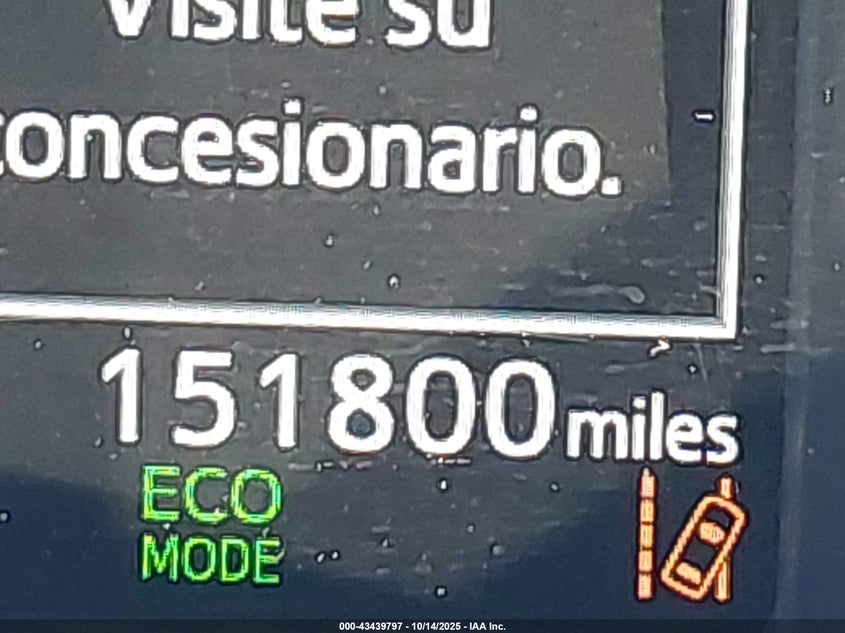 Visite su
concesionario.
151800 miles
ECO
MODE
000-43439797 - 10/14/2025 - IAA Inc.